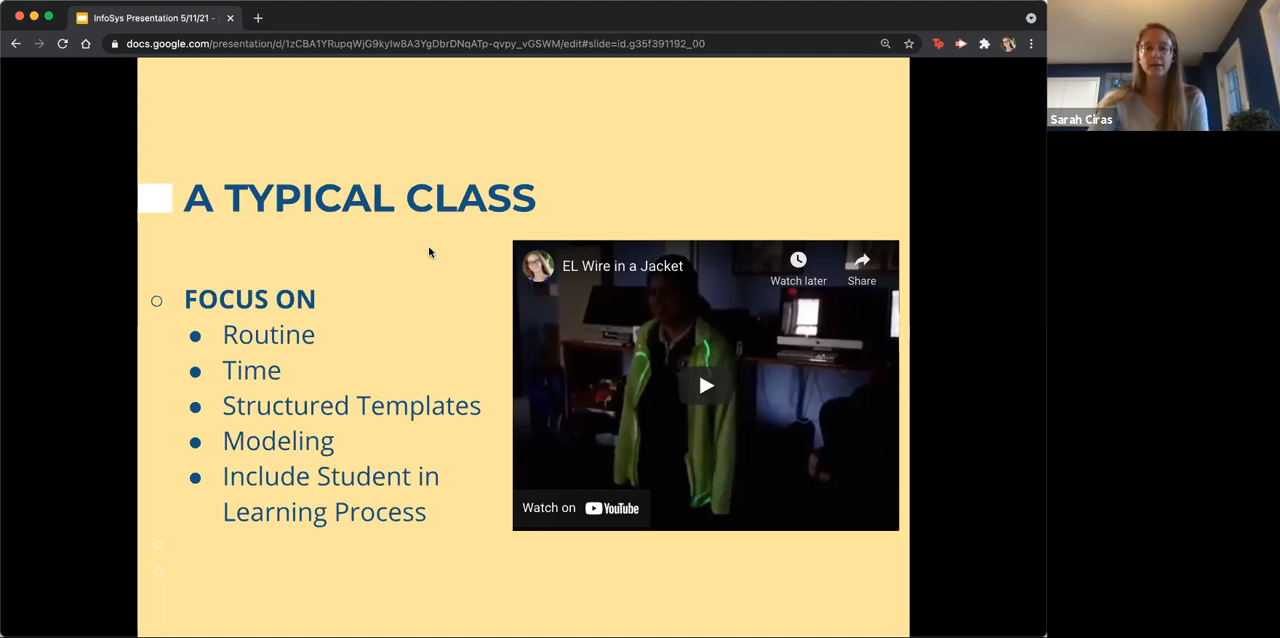 InfoSys Presentation 5/11/21 -
docs.google.com/presentation/d/1zCBA1YRupqWjG9kylw8A3YgDbrDNqATp-qvpy_vGSWM/edit#slide=id.g35f391192_00
Sarah Ciras
A TYPICAL CLASS
FOCUS ON
Routine
Time
Structured Templates
Modeling
Include Student in
Learning Process
EL Wire in a Jacket
Watch later
Share
Watch on YouTube